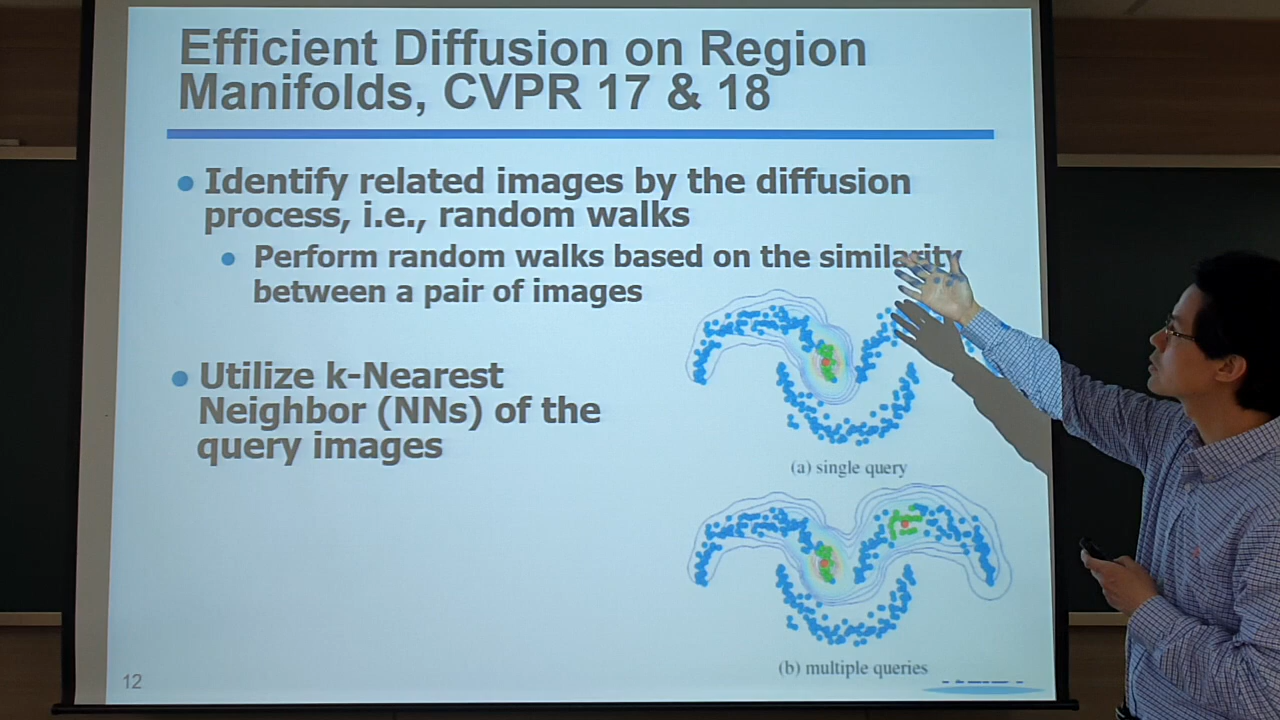 Efficient Diffusion on Region
Manifolds, CVPR 17 & 18
Identify related images by the diffusion
process, i.e., random walks
Perform random walks based on the similarity
between a pair of images
Utilize k-Nearest
Neighbor (NNs) of the
query images
(a) single query
(b) multiple queries
12